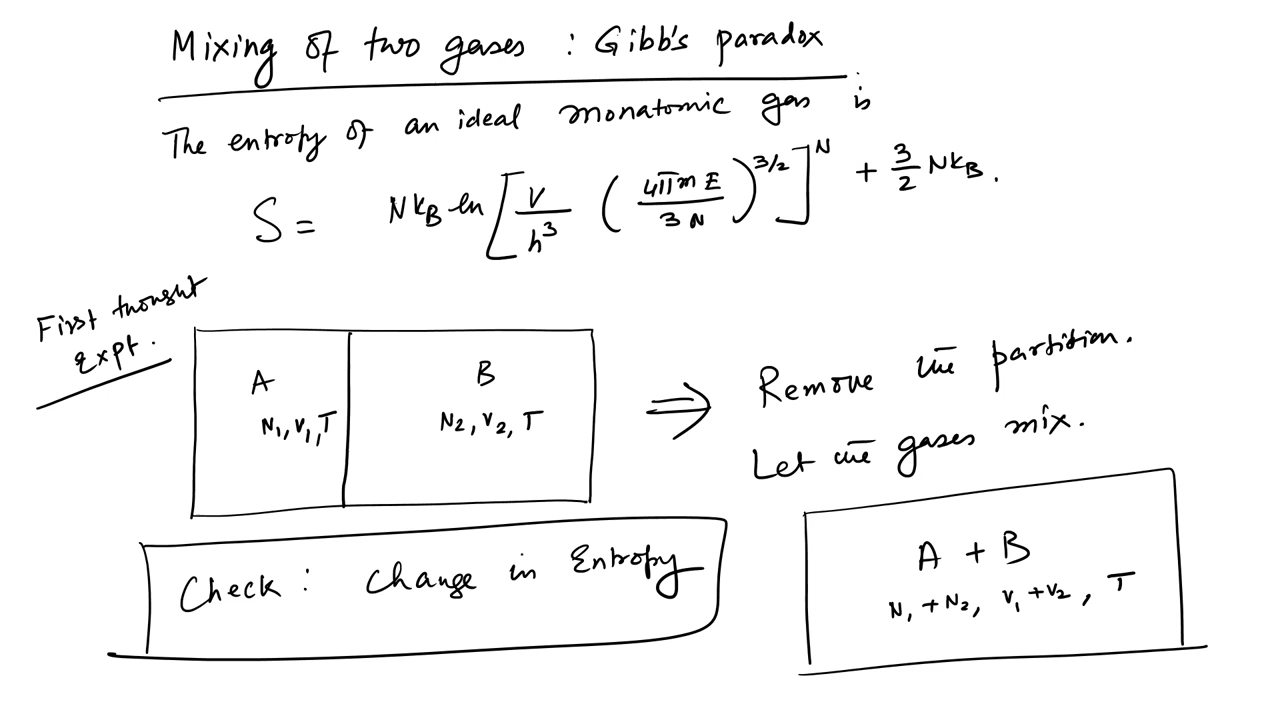 Mixing of two gases : Gibb's paradox
The entropy of an ideal monatomic gas is
S = NkB ln [ V/h³ ( 4πmE / 3N )^3/2 ]^N + 3/2 NkB.
First thought
expt.
A
N₁, V₁, T
B
N₂, V₂, T
⇒
Remove the partition.
Let the gases mix.
Check : Change in Entropy
A + B
N₁ + N₂, V₁ + V₂, T